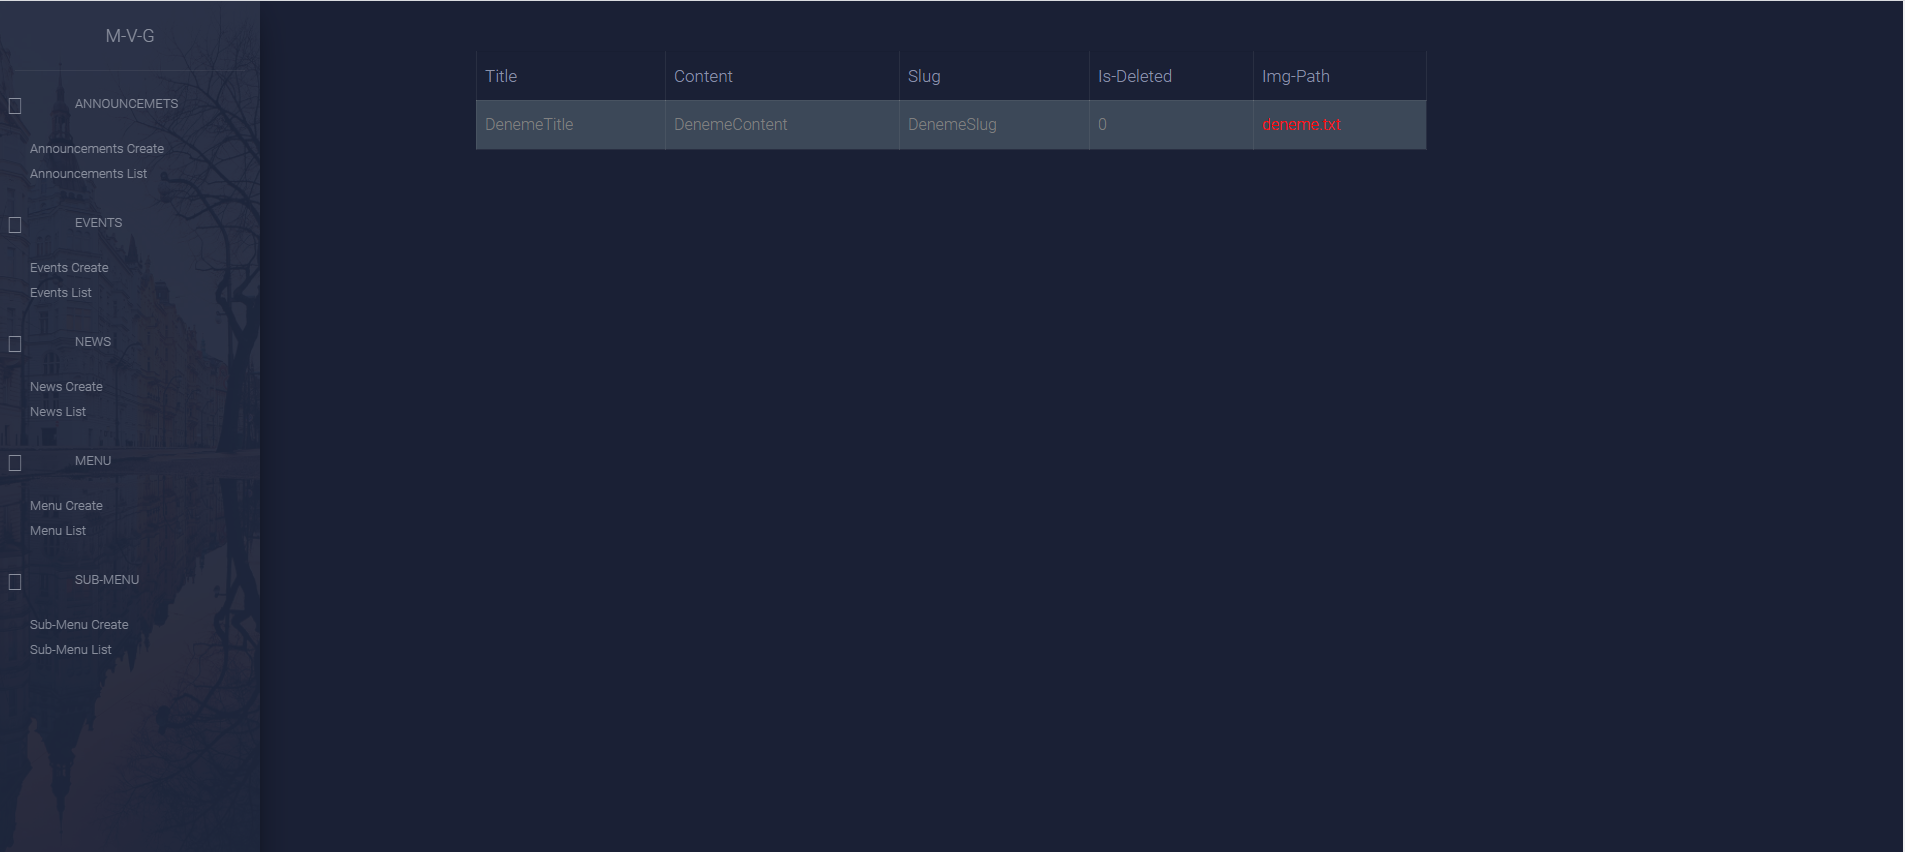 M-V-G
ANNOUNCEMETS
Announcements Create
Announcements List
EVENTS
Events Create
Events List
NEWS
News Create
News List
MENU
Menu Create
Menu List
SUB-MENU
Sub-Menu Create
Sub-Menu List
Title Content Slug Is-Deleted Img-Path
DenemeTitle DenemeContent DenemeSlug 0 deneme.txt